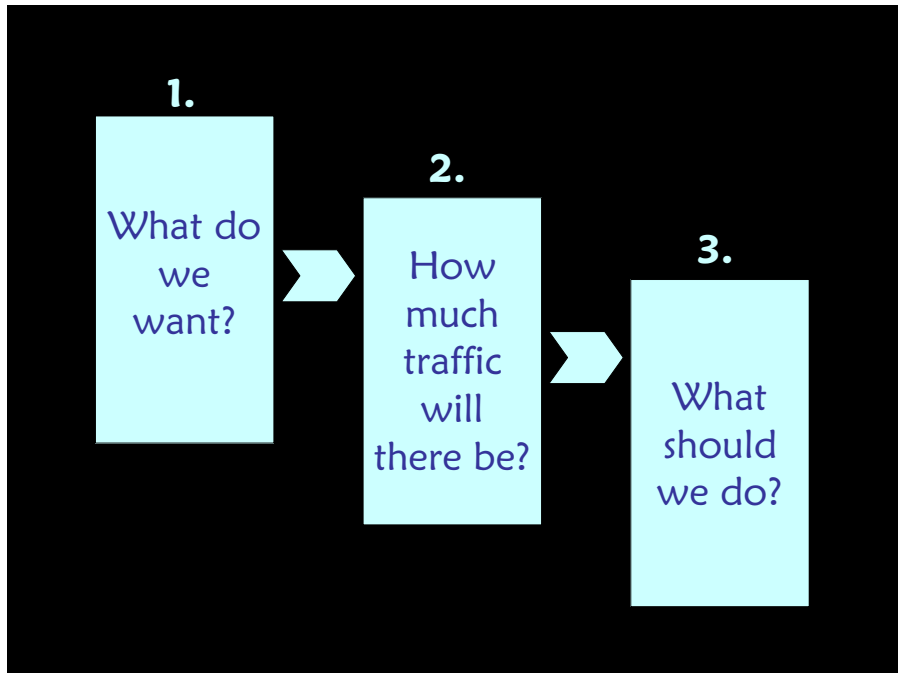 1.
What do
we
want?
2.
How
much
traffic
will
there be?
3.
What
should
we do?